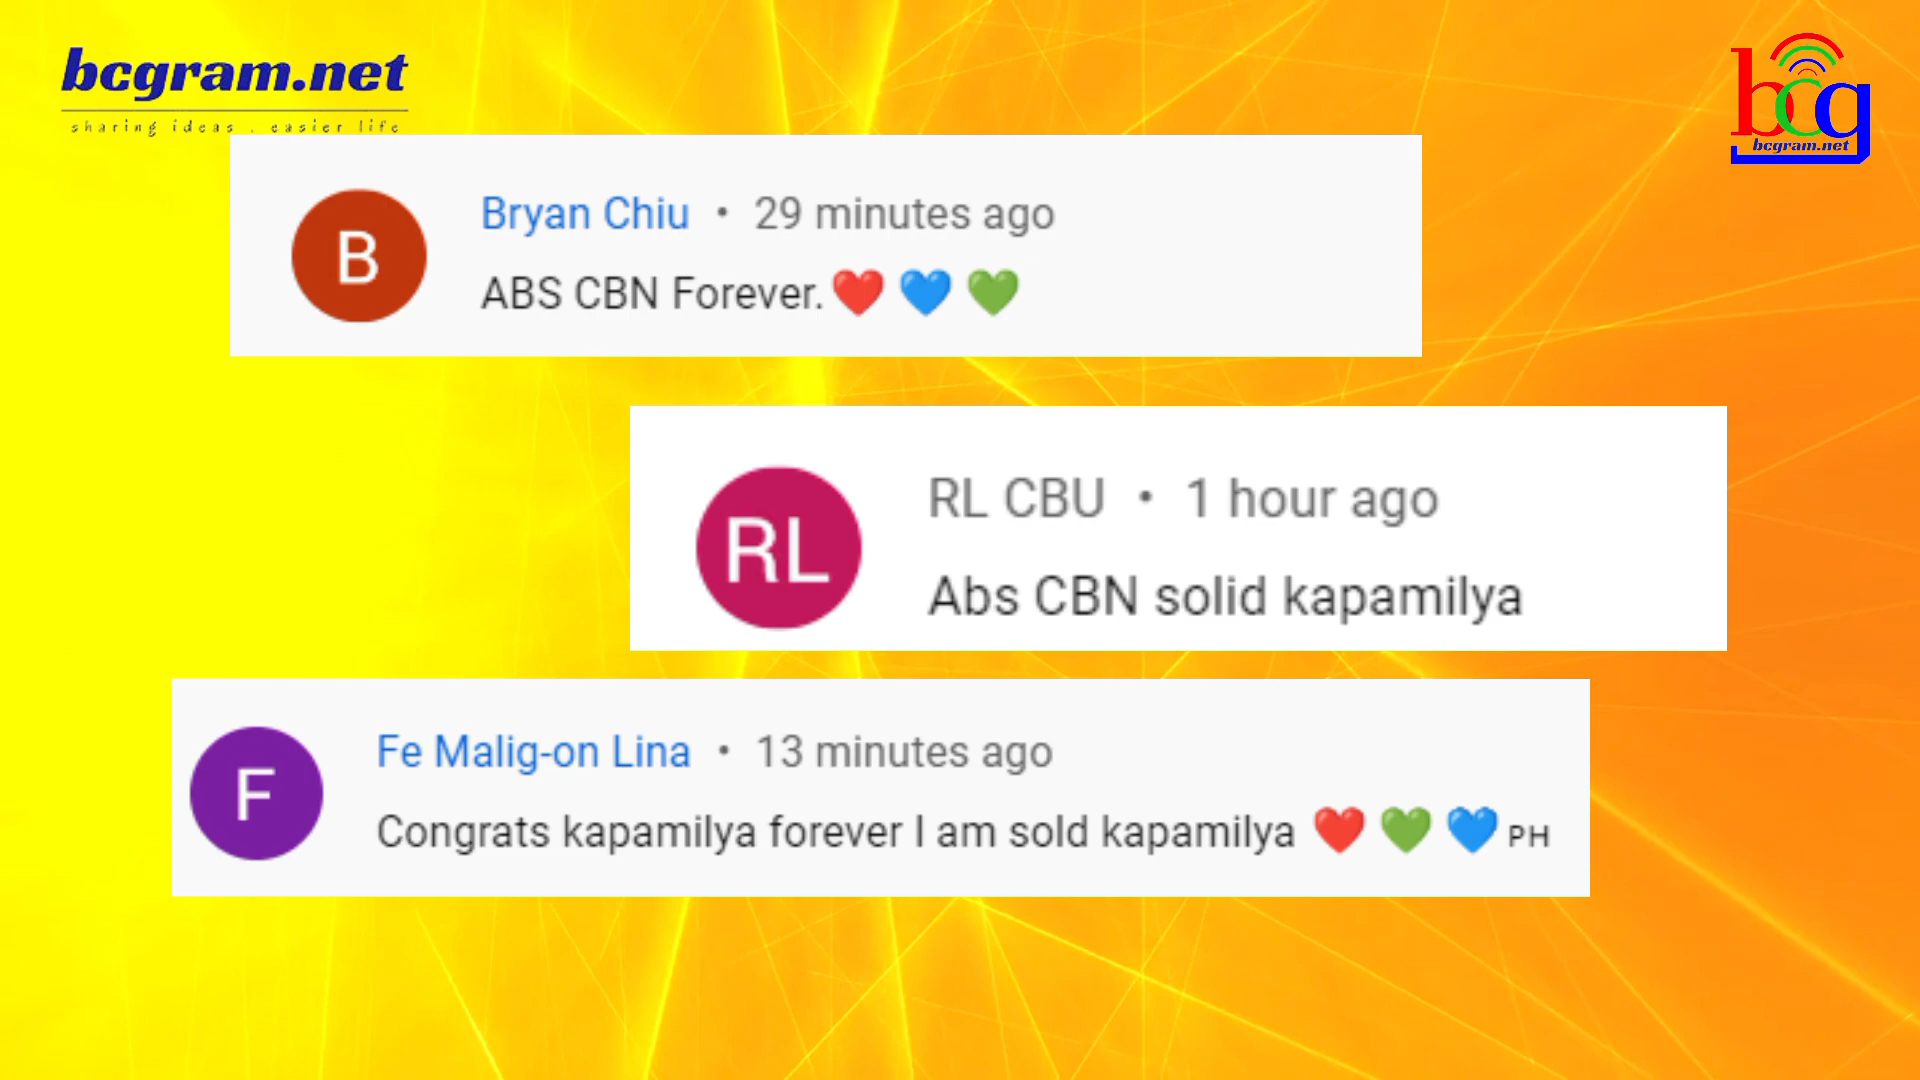 bcgram.net
sharing ideas . easier life
bcg
bcgram.net
B
Bryan Chiu • 29 minutes ago
ABS CBN Forever.❤️ 💙 💚
RL
RL CBU • 1 hour ago
Abs CBN solid kapamilya
F
Fe Malig-on Lina • 13 minutes ago
Congrats kapamilya forever I am sold kapamilya ❤️ 💚 💙 PH